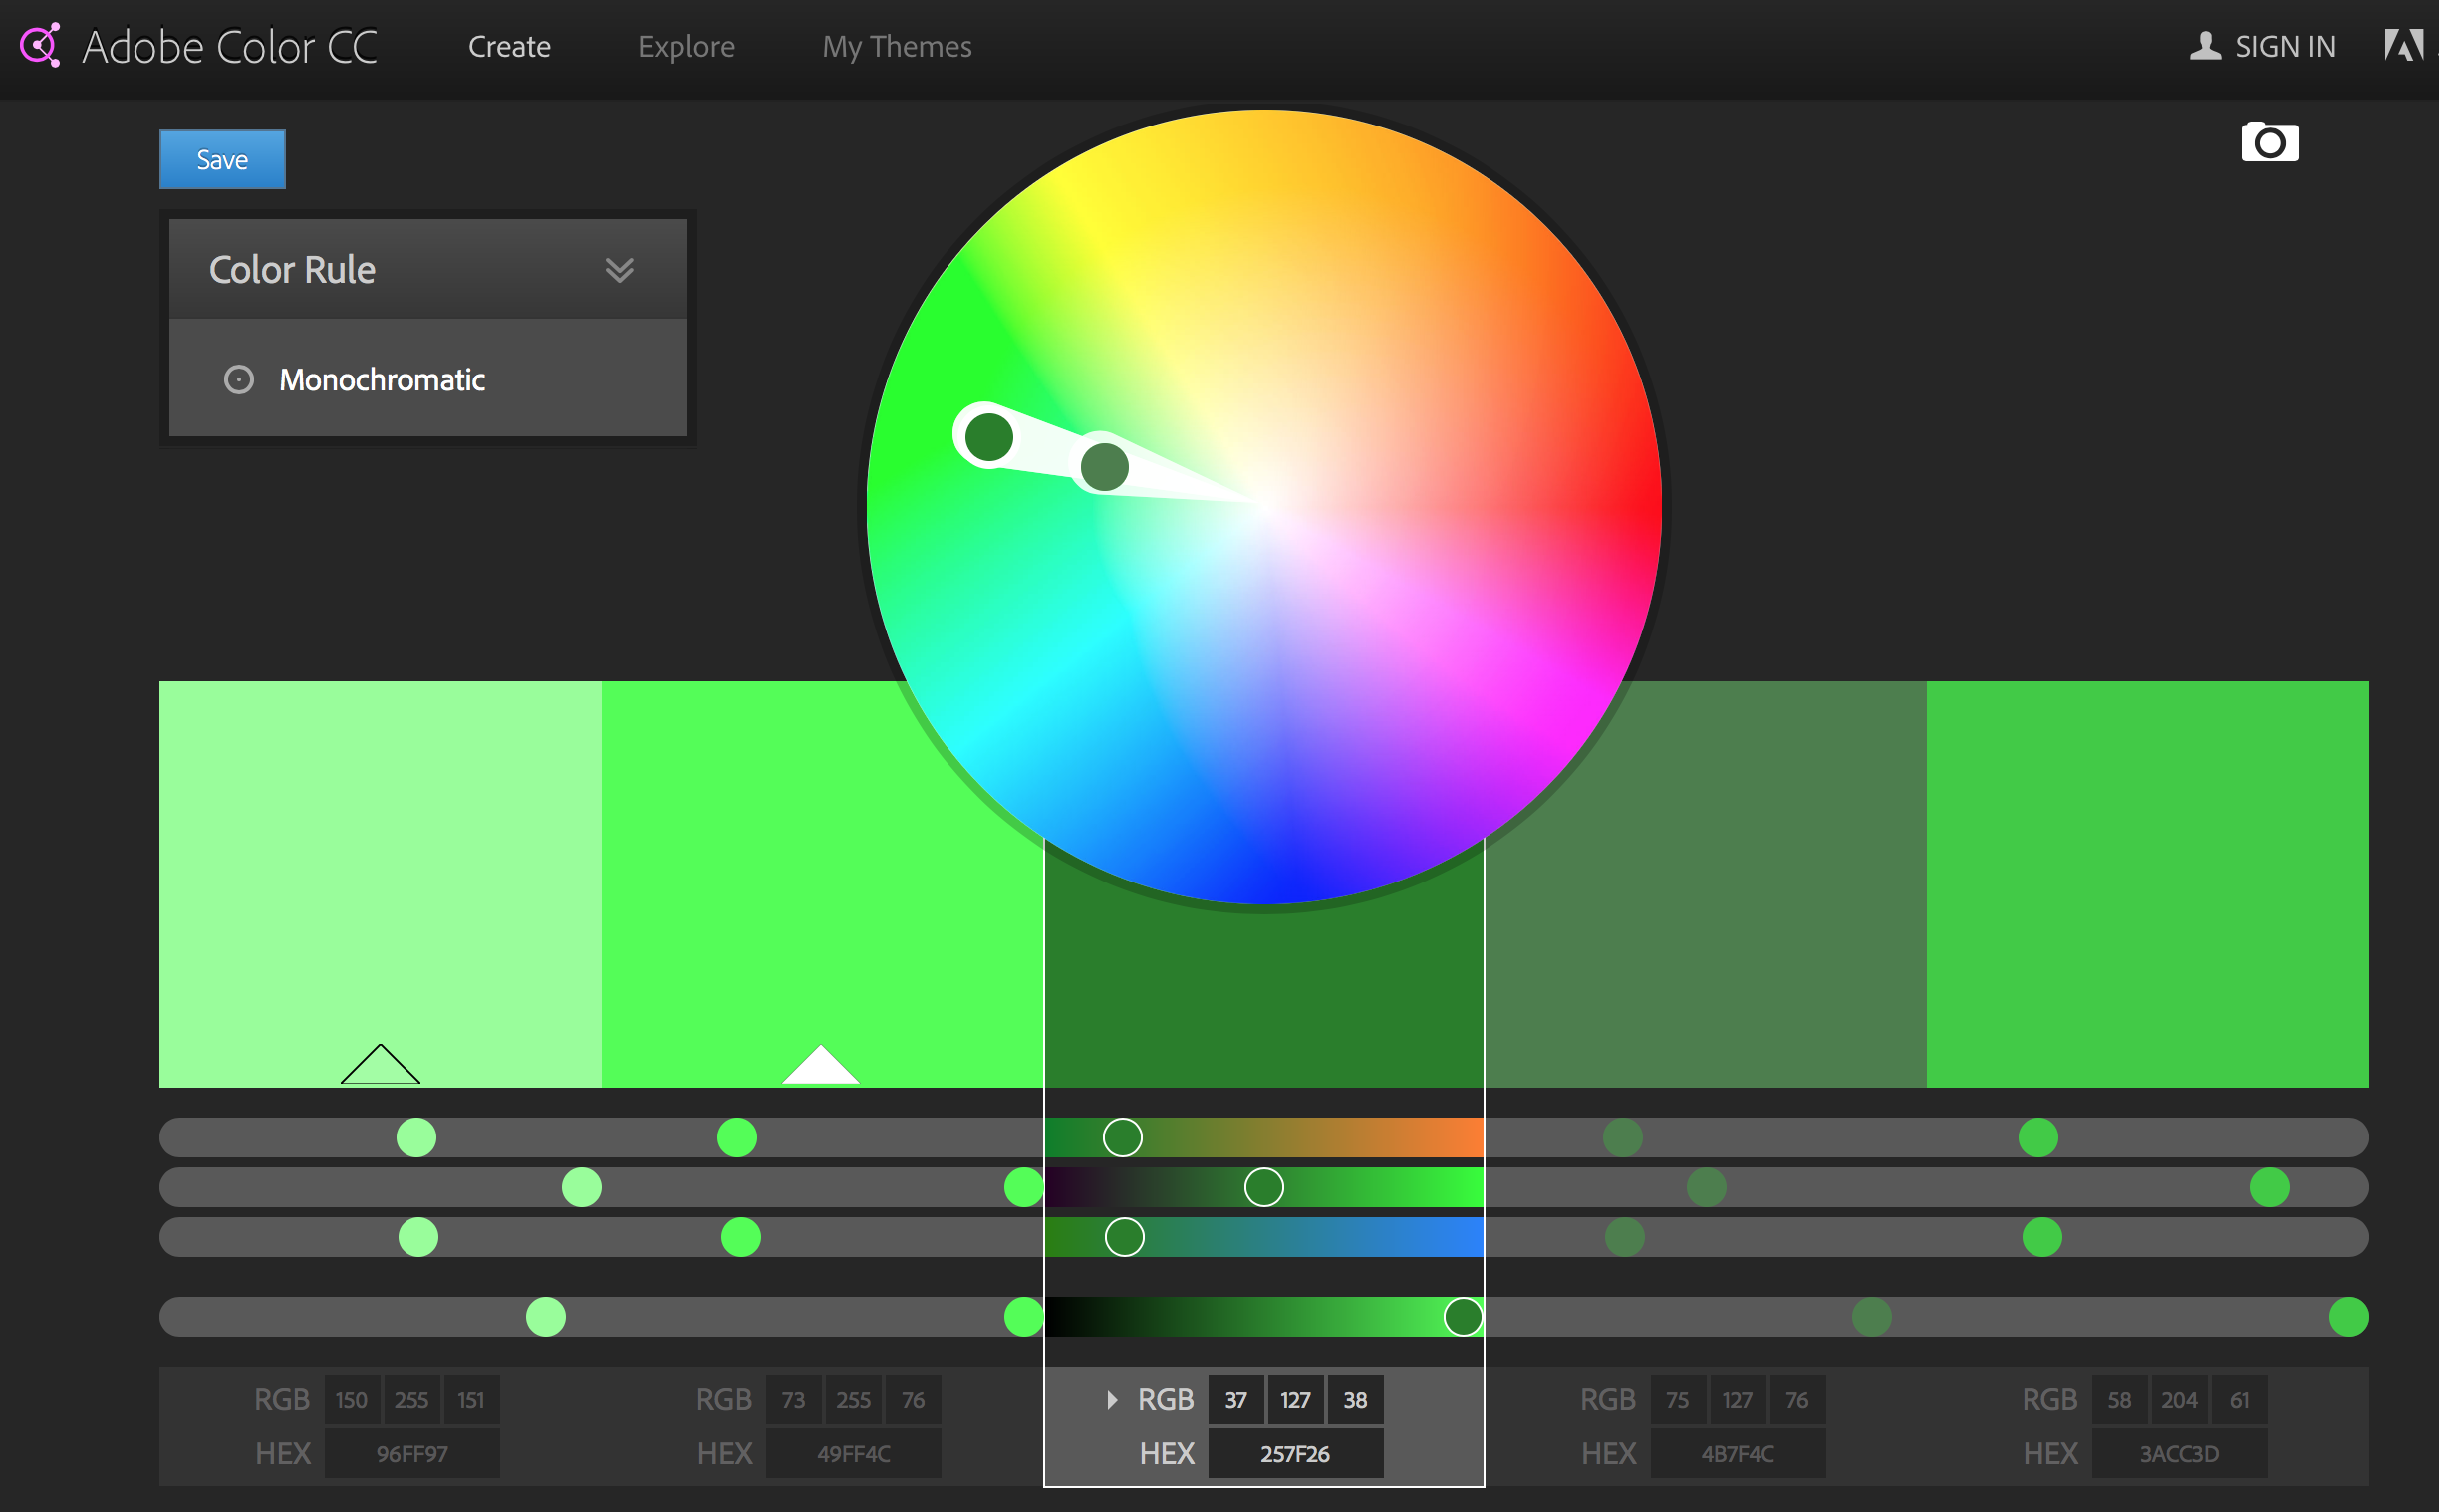 Adobe Color CC Create Explore My Themes SIGN IN
Save
Color Rule
Monochromatic
RGB 150 255 151 RGB 73 255 76 RGB 37 127 38 RGB 75 127 76 RGB 58 204 61
HEX 96FF97 HEX 49FF4C HEX 257F26 HEX 4B7F4C HEX 3ACC3D